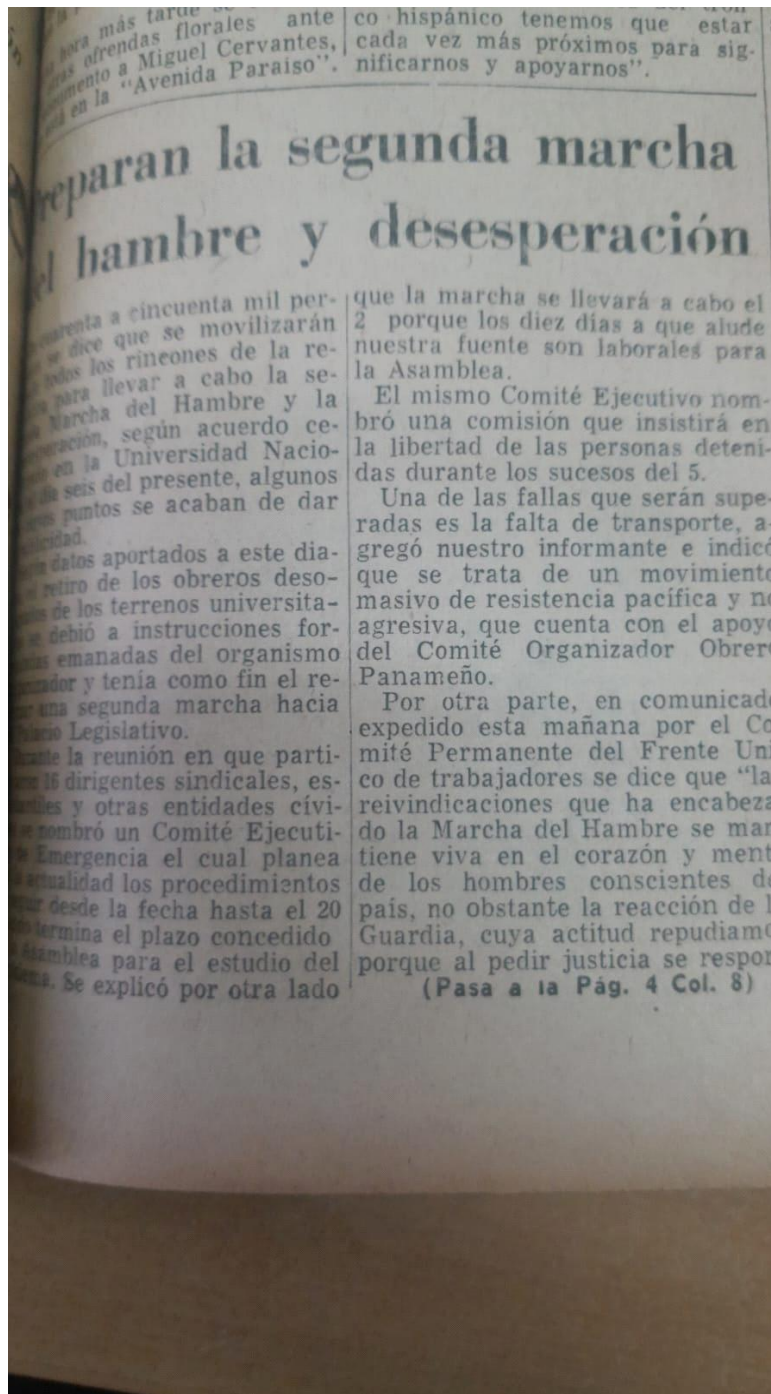 hora más tarde
ofrendas florales ante
a Miguel Cervantes,
en la "Avenida Paraiso".
co hispánico tenemos que estar
cada vez más próximos para sig-
nificarnos y apoyarnos".
reparan la segunda marcha
el hambre y desesperación
a cincuenta mil per-
se dice que se movilizarán
todos los rincones de la re-
para llevar a cabo la se-
Marcha del Hambre y la
según acuerdo ce-
en la Universidad Nacio-
día seis del presente, algunos
puntos se acaban de dar
datos aportados a este dia-
retiro de los obreros deso-
de los terrenos universita-
se debió a instrucciones for-
emanadas del organismo
y tenía como fin el re-
una segunda marcha hacia
Legislativo.
la reunión en que parti-
16 dirigentes sindicales, es-
y otras entidades cívi-
se nombró un Comité Ejecuti-
Emergencia el cual planea
actualidad los procedimientos
desde la fecha hasta el 20
termina el plazo concedido
Asamblea para el estudio del
Se explicó por otra lado
que la marcha se llevará a cabo el
2 porque los diez días a que alude
nuestra fuente son laborales para
la Asamblea.
El mismo Comité Ejecutivo nom-
bró una comisión que insistirá en
la libertad de las personas deteni-
das durante los sucesos del 5.
Una de las fallas que serán supe-
radas es la falta de transporte, a-
gregó nuestro informante e indicó
que se trata de un movimiento
masivo de resistencia pacífica y no
agresiva, que cuenta con el apoyo
del Comité Organizador Obrero
Panameño.
Por otra parte, en comunicado
expedido esta mañana por el Co
mité Permanente del Frente Uni
co de trabajadores se dice que "la
reivindicaciones que ha encabeza
do la Marcha del Hambre se man
tiene viva en el corazón y ment
de los hombres conscientes de
país, no obstante la reacción de l
Guardia, cuya actitud repudiamo
porque al pedir justicia se respon
(Pasa a la Pág. 4 Col. 8)